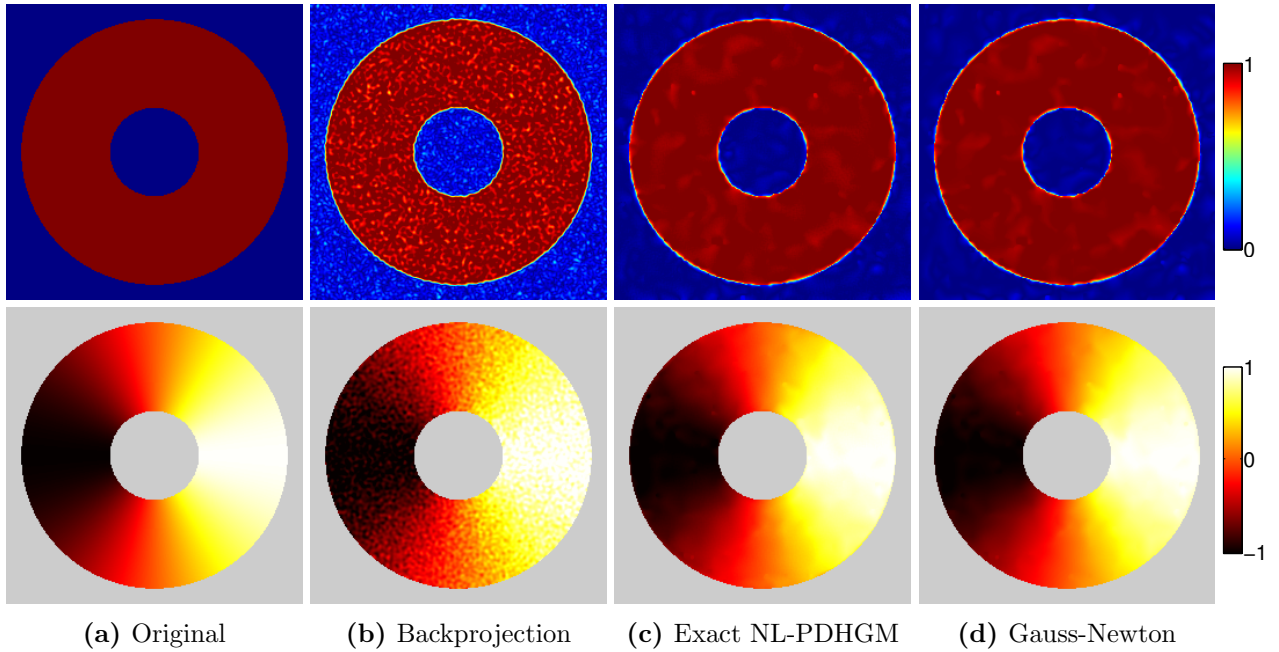 1
0
1
0
−1
(a) Original
(b) Backprojection
(c) Exact NL-PDHGM
(d) Gauss-Newton